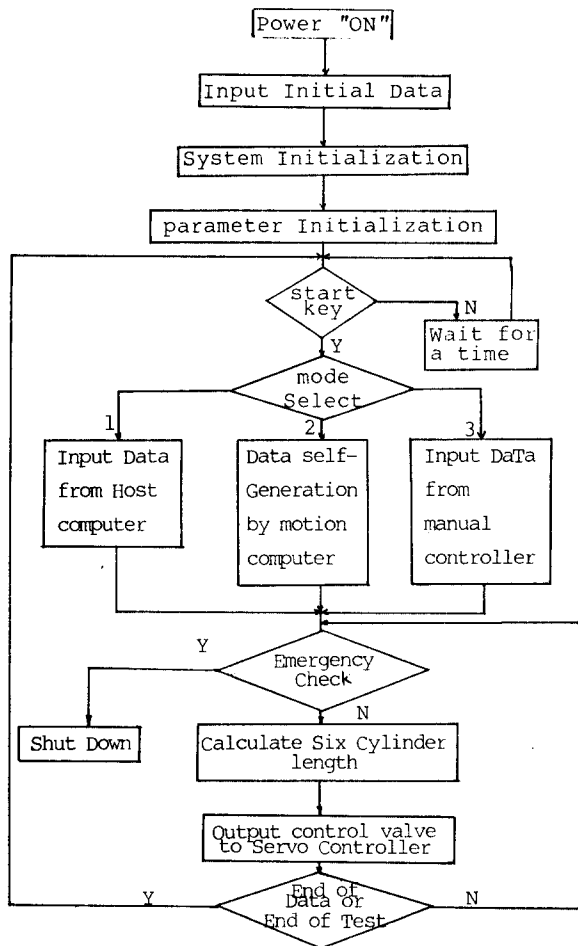 Power "ON"
Input Initial Data
System Initialization
parameter Initialization
start
key
N
Wait for
a time
Y
mode
Select
1
2
3
Input Data
from Host
computer
Data self-
Generation
by motion
computer
Input DaTa
from
manual
controller
Y
Emergency
Check
N
Shut Down
Calculate Six Cylinder
length
Output control valve
to Servo Controller
Y
End of
Data or
End of Test
N